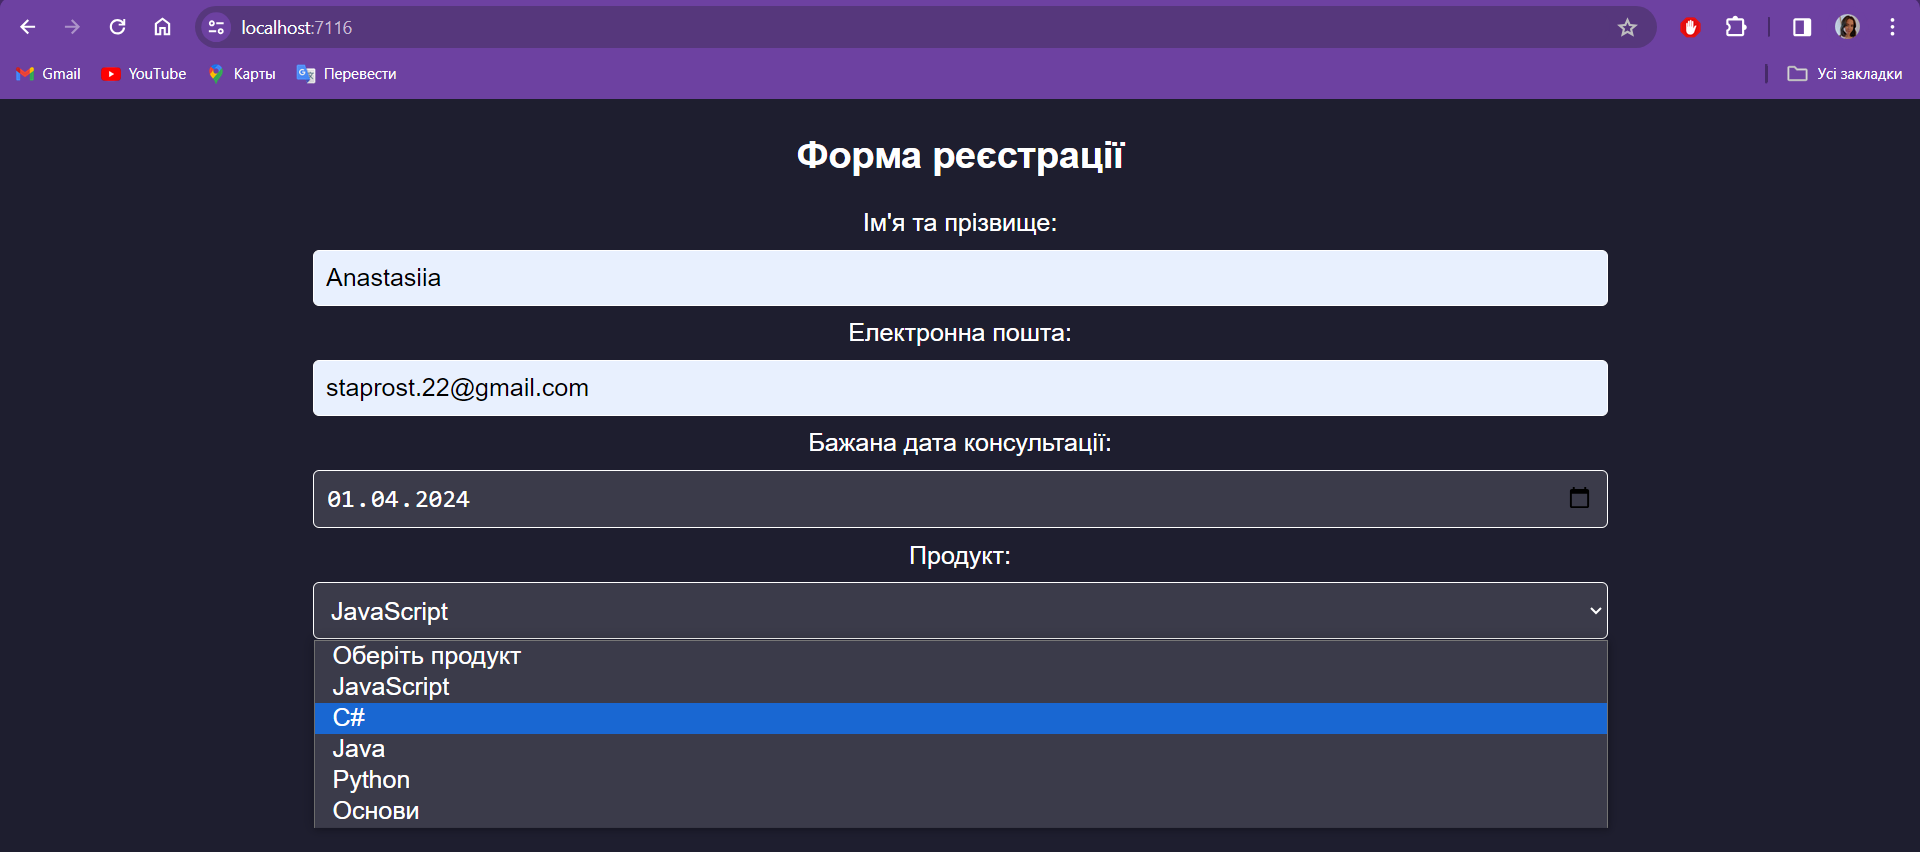 localhost:7116
Gmail YouTube Карты Перевести Усі закладки
Форма реєстрації
Ім'я та прізвище:
Anastasiia
Електронна пошта:
staprost.22@gmail.com
Бажана дата консультації:
01.04.2024
Продукт:
JavaScript
Оберіть продукт
JavaScript
C#
Java
Python
Основи